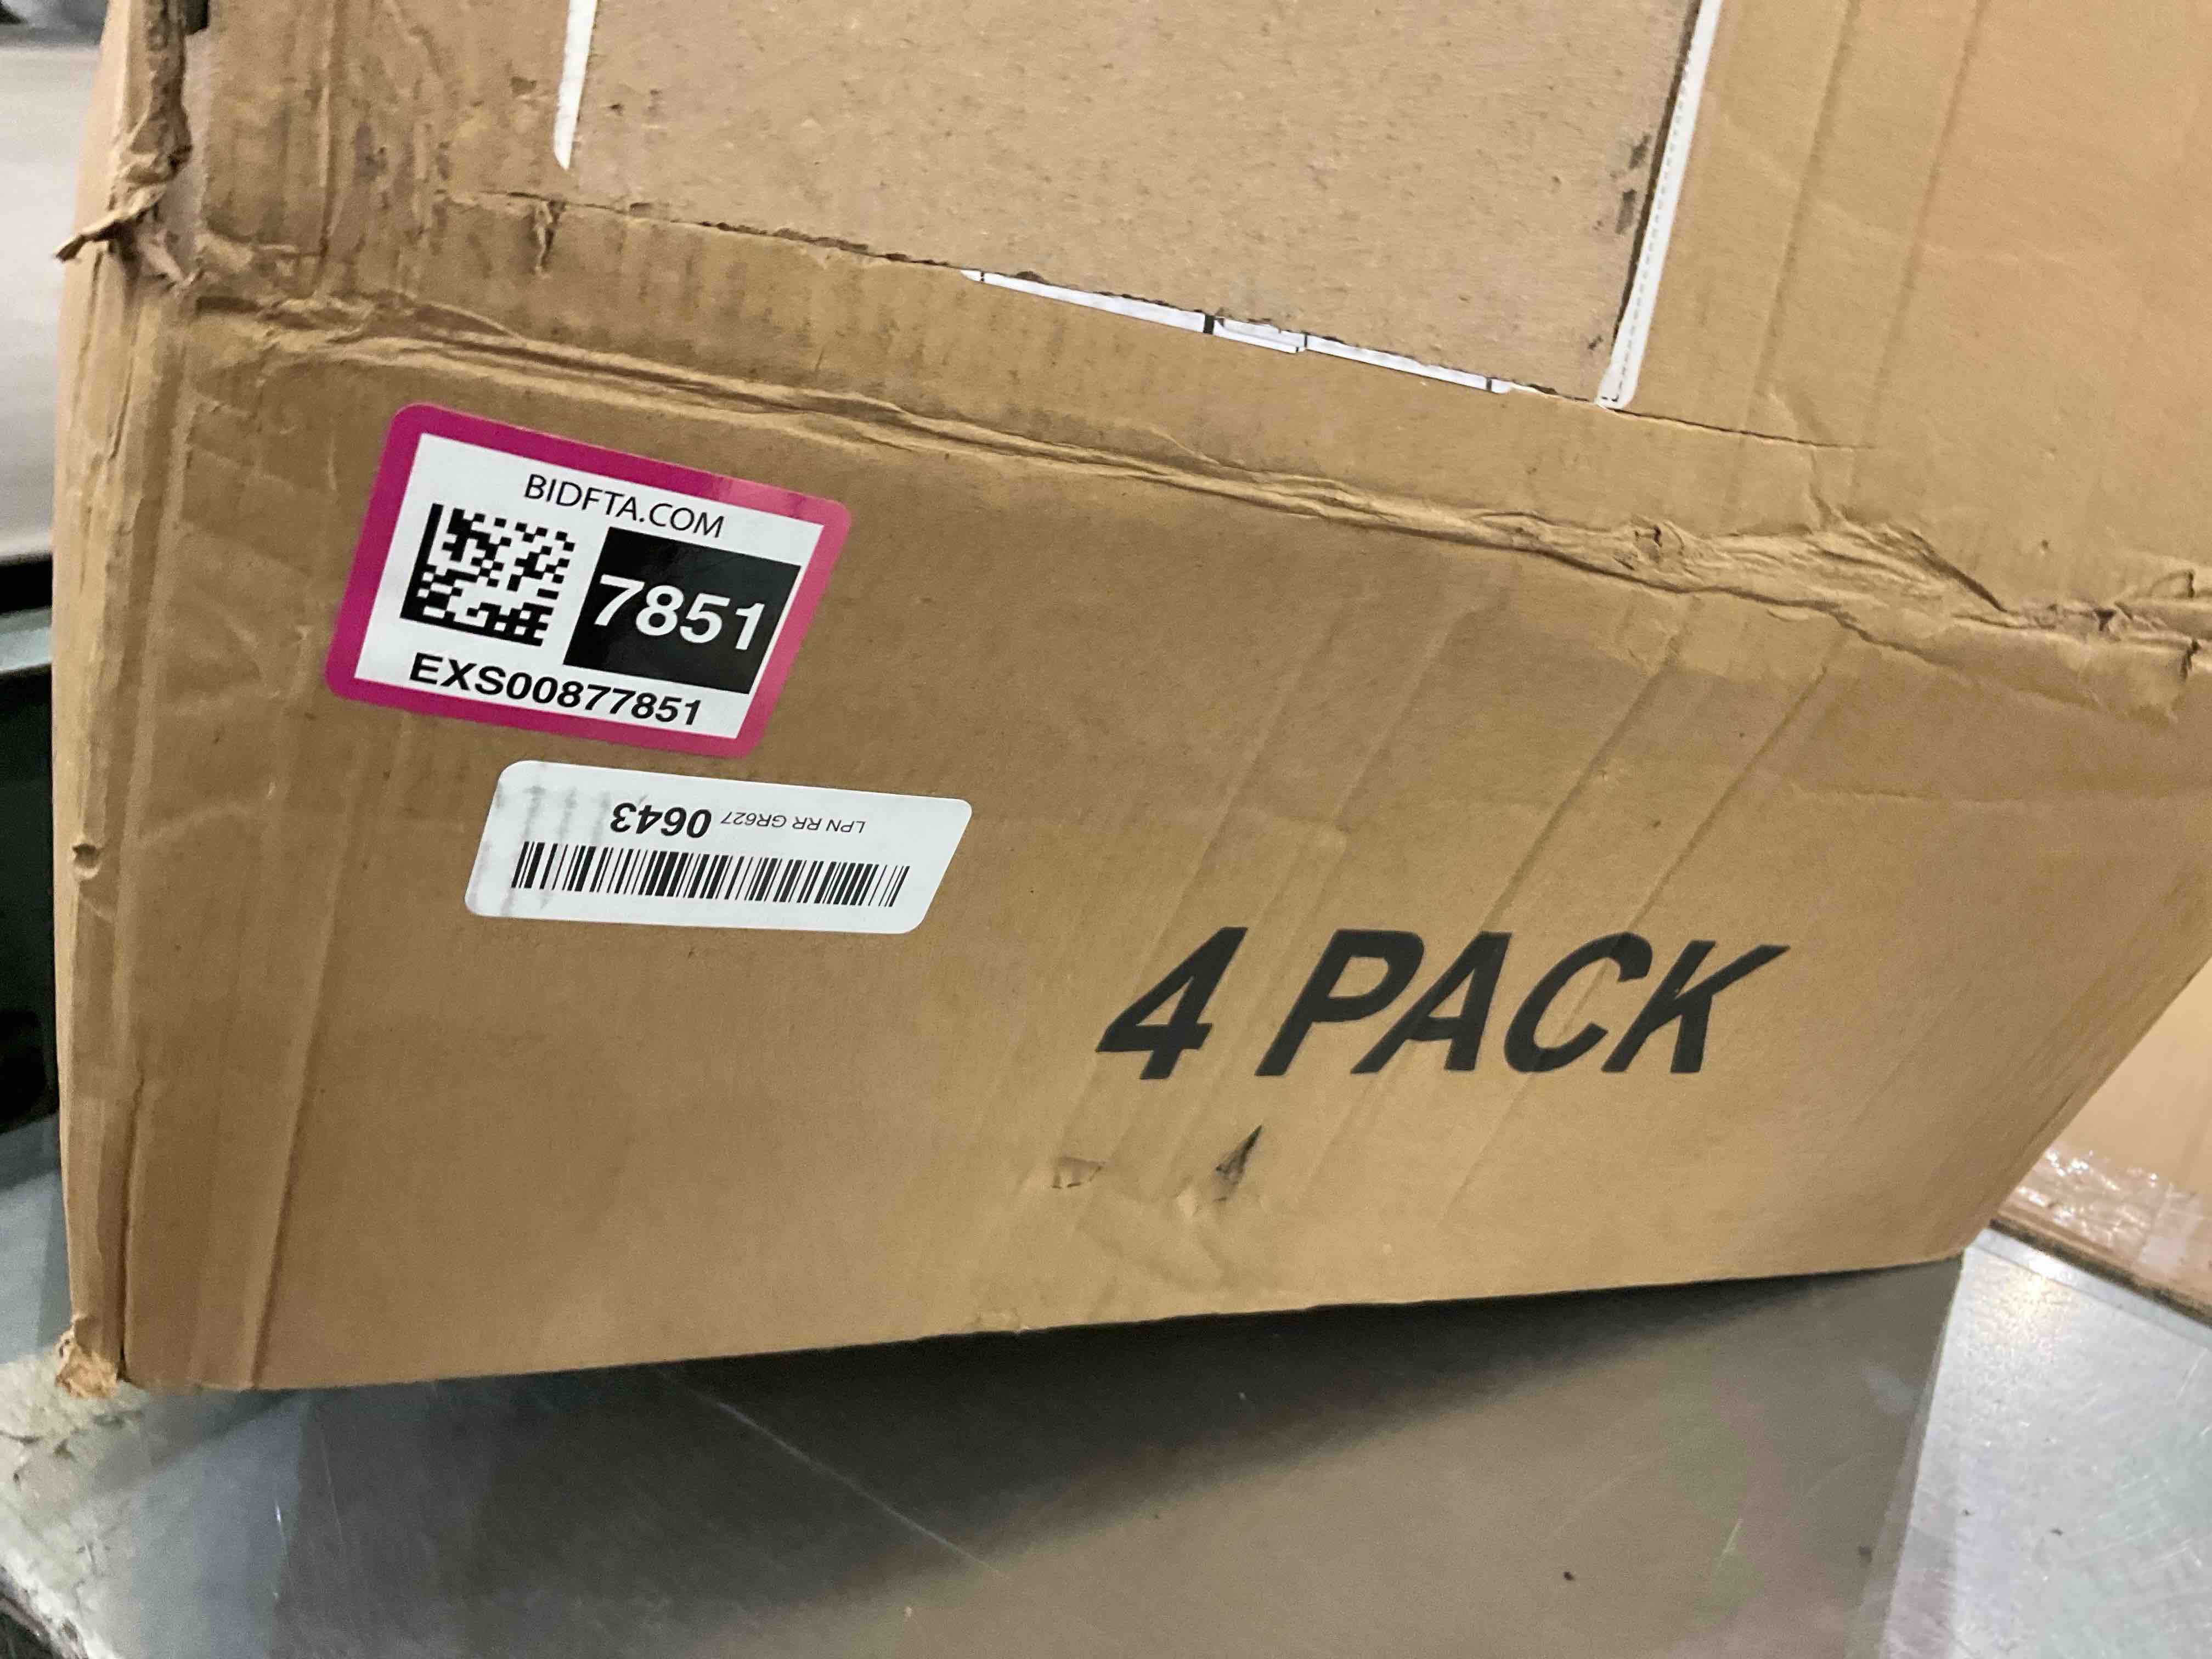 BIDFTA.COM
7851
EXS00877851
LPN RR GR627 0643
4 PACK